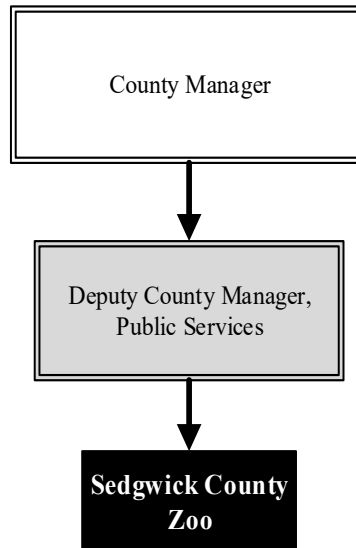 County Manager
Deputy County Manager,
Public Services
Sedgwick County
Zoo